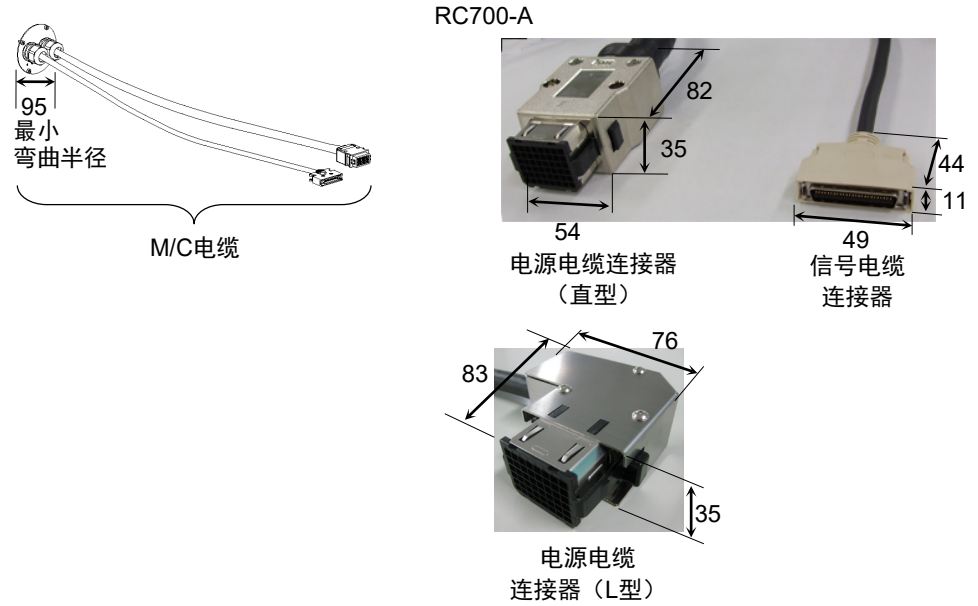 RC700-A
95
最小
弯曲半径
M/C电缆
82
35
54
电源电缆连接器
（直型）
44
11
49
信号电缆
连接器
76
83
35
电源电缆
连接器（L型）